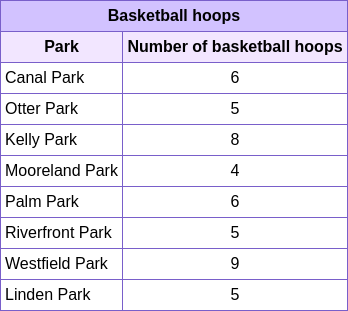 Basketball hoops
Park Number of basketball hoops
Canal Park 6
Otter Park 5
Kelly Park 8
Mooreland Park 4
Palm Park 6
Riverfront Park 5
Westfield Park 9
Linden Park 5